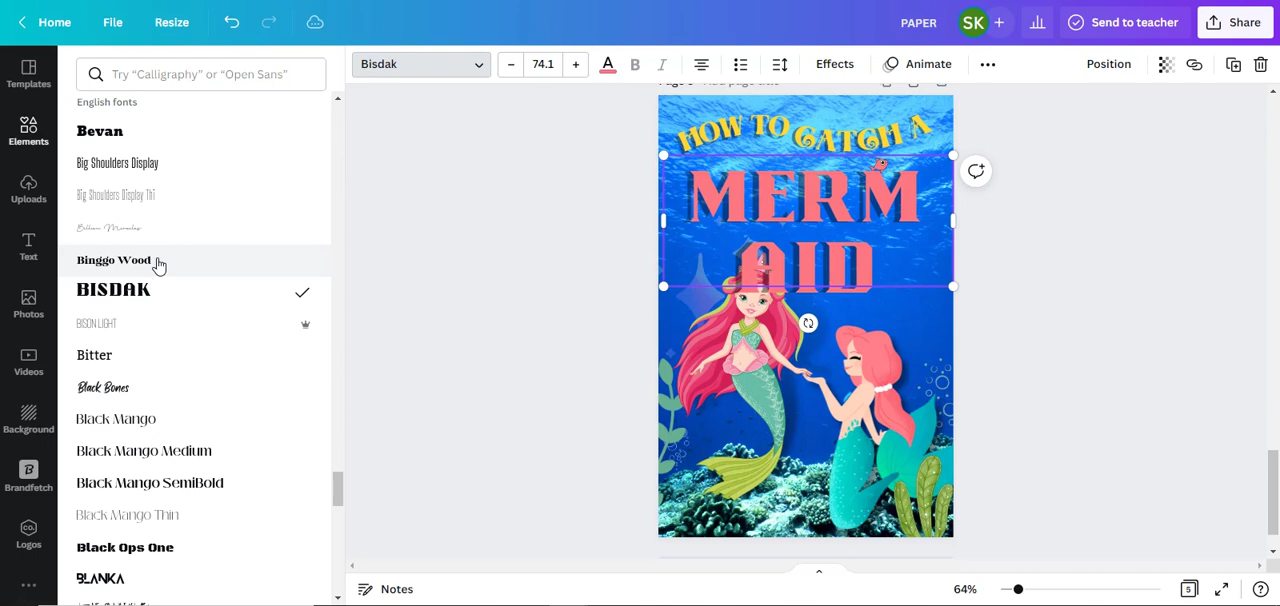 Home File Resize PAPER SK + Send to teacher Share
Templates
Elements
Uploads
Text
Photos
Videos
Background
Brandfetch
Logos
Try “Calligraphy” or “Open Sans”
English fonts
Bevan
Big Shoulders Display
Big Shoulders Display Thi
Binggo Wood
BISDAK
BISON LIGHT
Bitter
Black Bones
Black Mango
Black Mango Medium
Black Mango SemiBold
Black Mango Thin
Black Ops One
BLANKA
Bisdak – 74.1 + A B I Effects Animate Position
HOW TO CATCH A
MERM
AID
Notes 64% 5